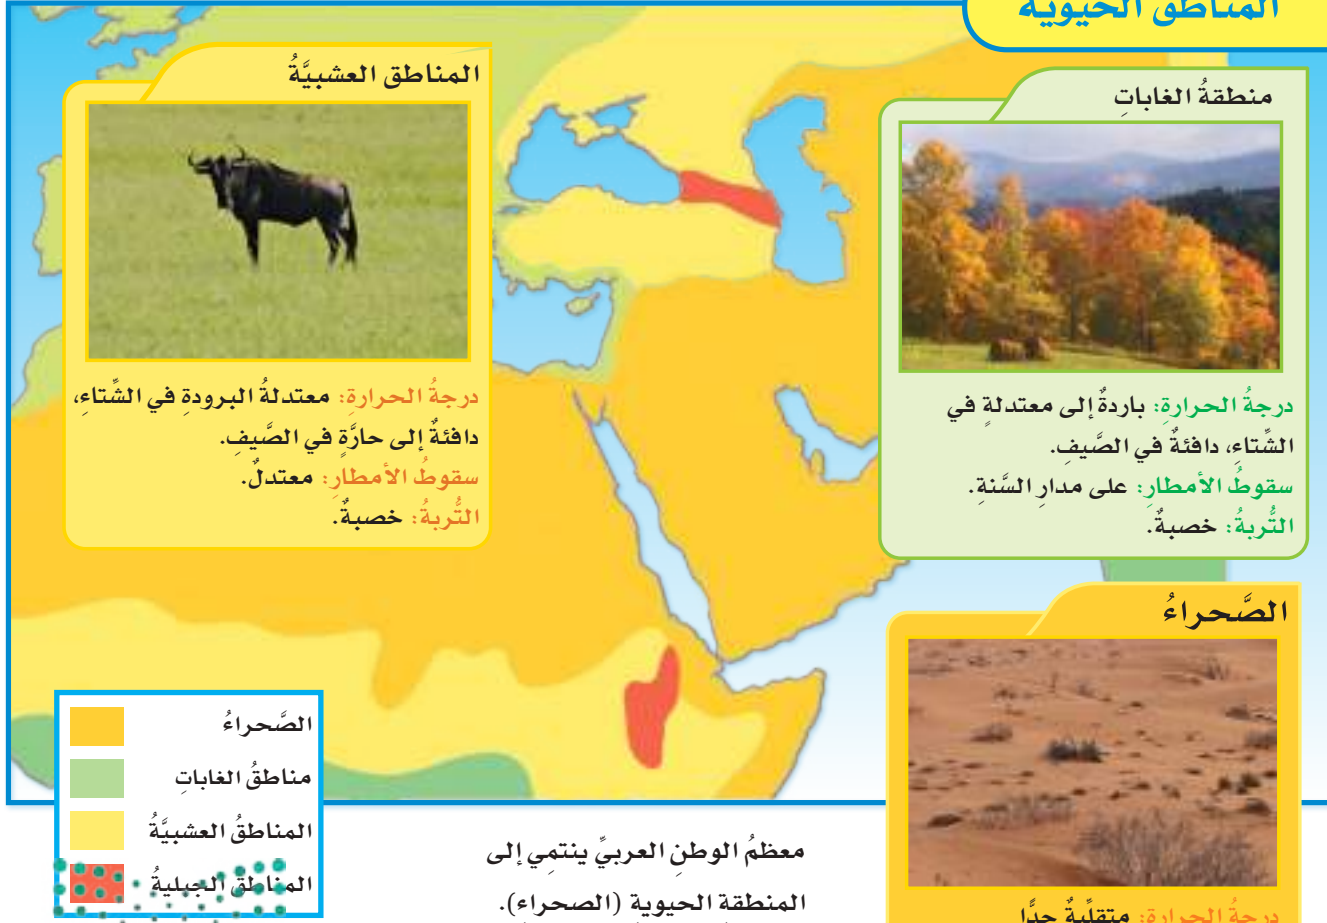 المناطق الحيوية
منطقةُ الغاباتِ
درجةُ الحرارةِ: باردةٌ إلى معتدلةٍ في
الشِّتاءِ، دافئةٌ في الصَّيفِ.
سقوطُ الأمطارِ: على مدارِ السَّنةِ.
التُّربةُ: خصبةٌ.
المناطق العشبيَّةُ
درجةُ الحرارةِ: معتدلةُ البرودةِ في الشِّتاءِ،
دافئةٌ إلى حارَّةٍ في الصَّيفِ.
سقوطُ الأمطارِ: معتدلٌ.
التُّربةُ: خصبةٌ.
الصَّحراءُ
درجةُ الحرارةِ: متقلِّبةٌ جدًّا
معظمُ الوطنِ العربيِّ ينتمِي إلى
المنطقة الحيوية (الصحراء).
الصَّحراءُ
مناطقُ الغاباتِ
المناطقُ العشبيَّةُ
المناطق الجبليةُ